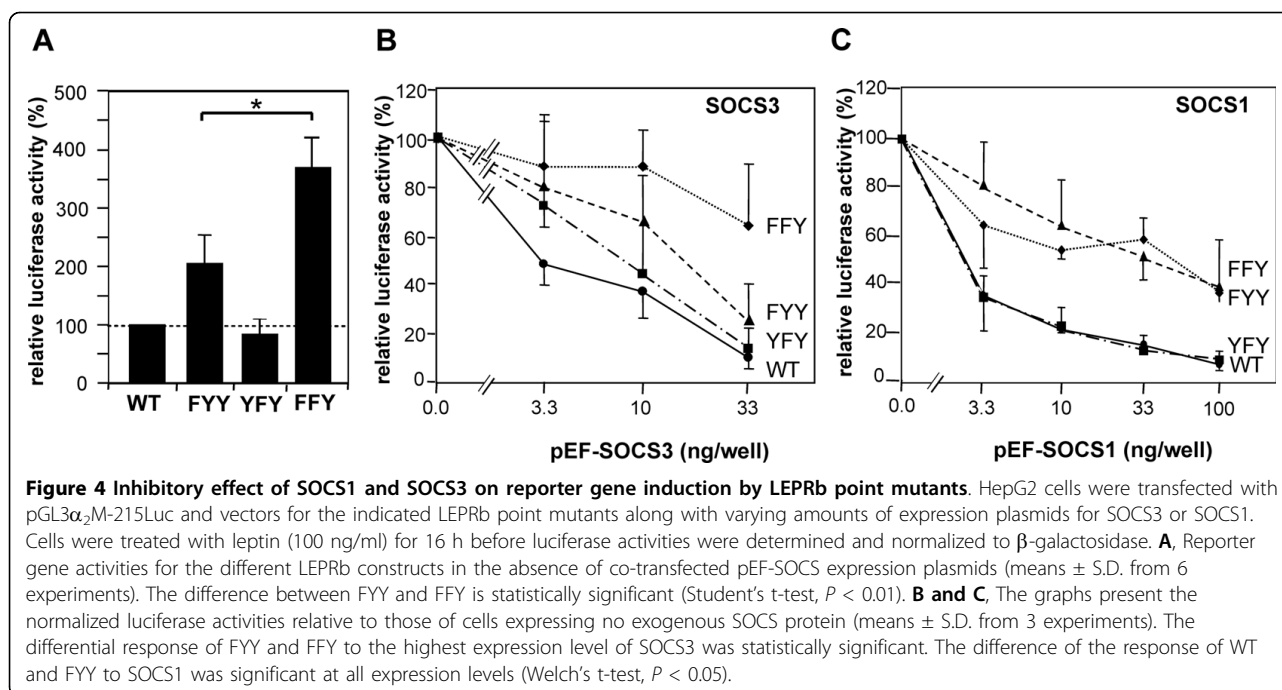 A
relative luciferase activity (%)
500
400
300
200
100
0
*
WT FYY YFY FFY
B
relative luciferase activity (%)
120
100
80
60
40
20
0
SOCS3
FFY
FYY
YFY
WT
0.0 3.3 10 33
pEF-SOCS3 (ng/well)
C
relative luciferase activity (%)
120
100
80
60
40
20
0
SOCS1
FFY
FYY
YFY
WT
0.0 3.3 10 33 100
pEF-SOCS1 (ng/well)
Figure 4 Inhibitory effect of SOCS1 and SOCS3 on reporter gene induction by LEPRb point mutants. HepG2 cells were transfected with
pGL3α₂M-215Luc and vectors for the indicated LEPRb point mutants along with varying amounts of expression plasmids for SOCS3 or SOCS1.
Cells were treated with leptin (100 ng/ml) for 16 h before luciferase activities were determined and normalized to β-galactosidase. A, Reporter
gene activities for the different LEPRb constructs in the absence of co-transfected pEF-SOCS expression plasmids (means ± S.D. from 6
experiments). The difference between FYY and FFY is statistically significant (Student's t-test, P < 0.01). B and C, The graphs present the
normalized luciferase activities relative to those of cells expressing no exogenous SOCS protein (means ± S.D. from 3 experiments). The
differential response of FYY and FFY to the highest expression level of SOCS3 was statistically significant. The difference of the response of WT
and FYY to SOCS1 was significant at all expression levels (Welch's t-test, P < 0.05).